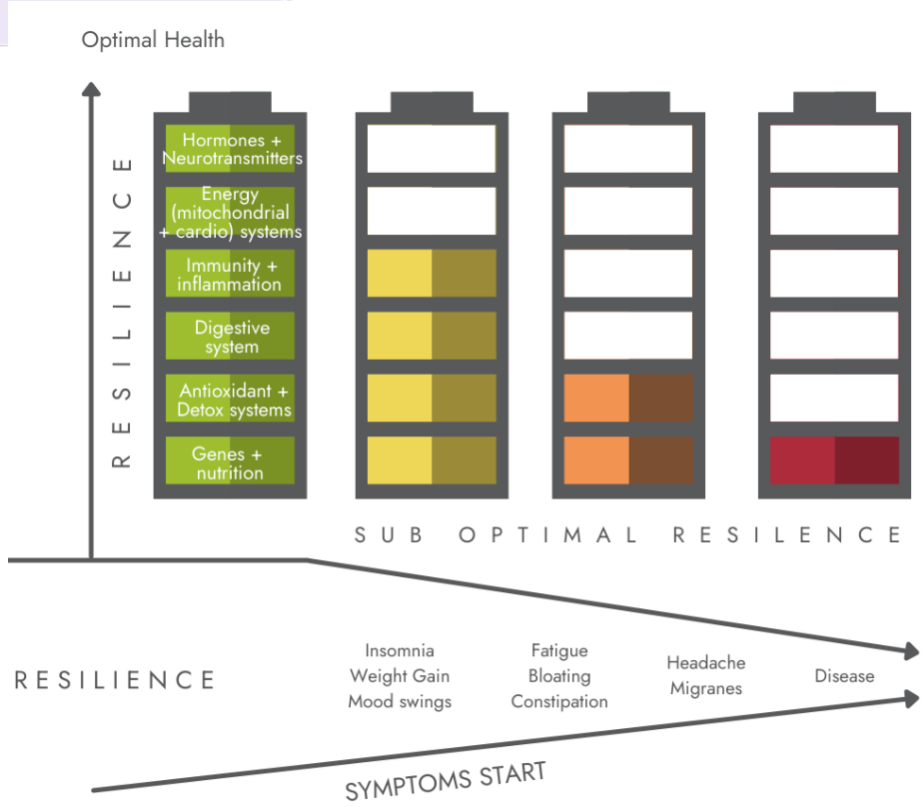 Optimal Health
RESILIENCE
Hormones +
Neurotransmitters
Energy
(mitochondrial
+ cardio) systems
Immunity +
inflammation
Digestive
system
Antioxidant +
Detox systems
Genes +
nutrition
SUB OPTIMAL RESILENCE
RESILIENCE
Insomnia
Weight Gain
Mood swings
Fatigue
Bloating
Constipation
Headache
Migranes
Disease
SYMPTOMS START